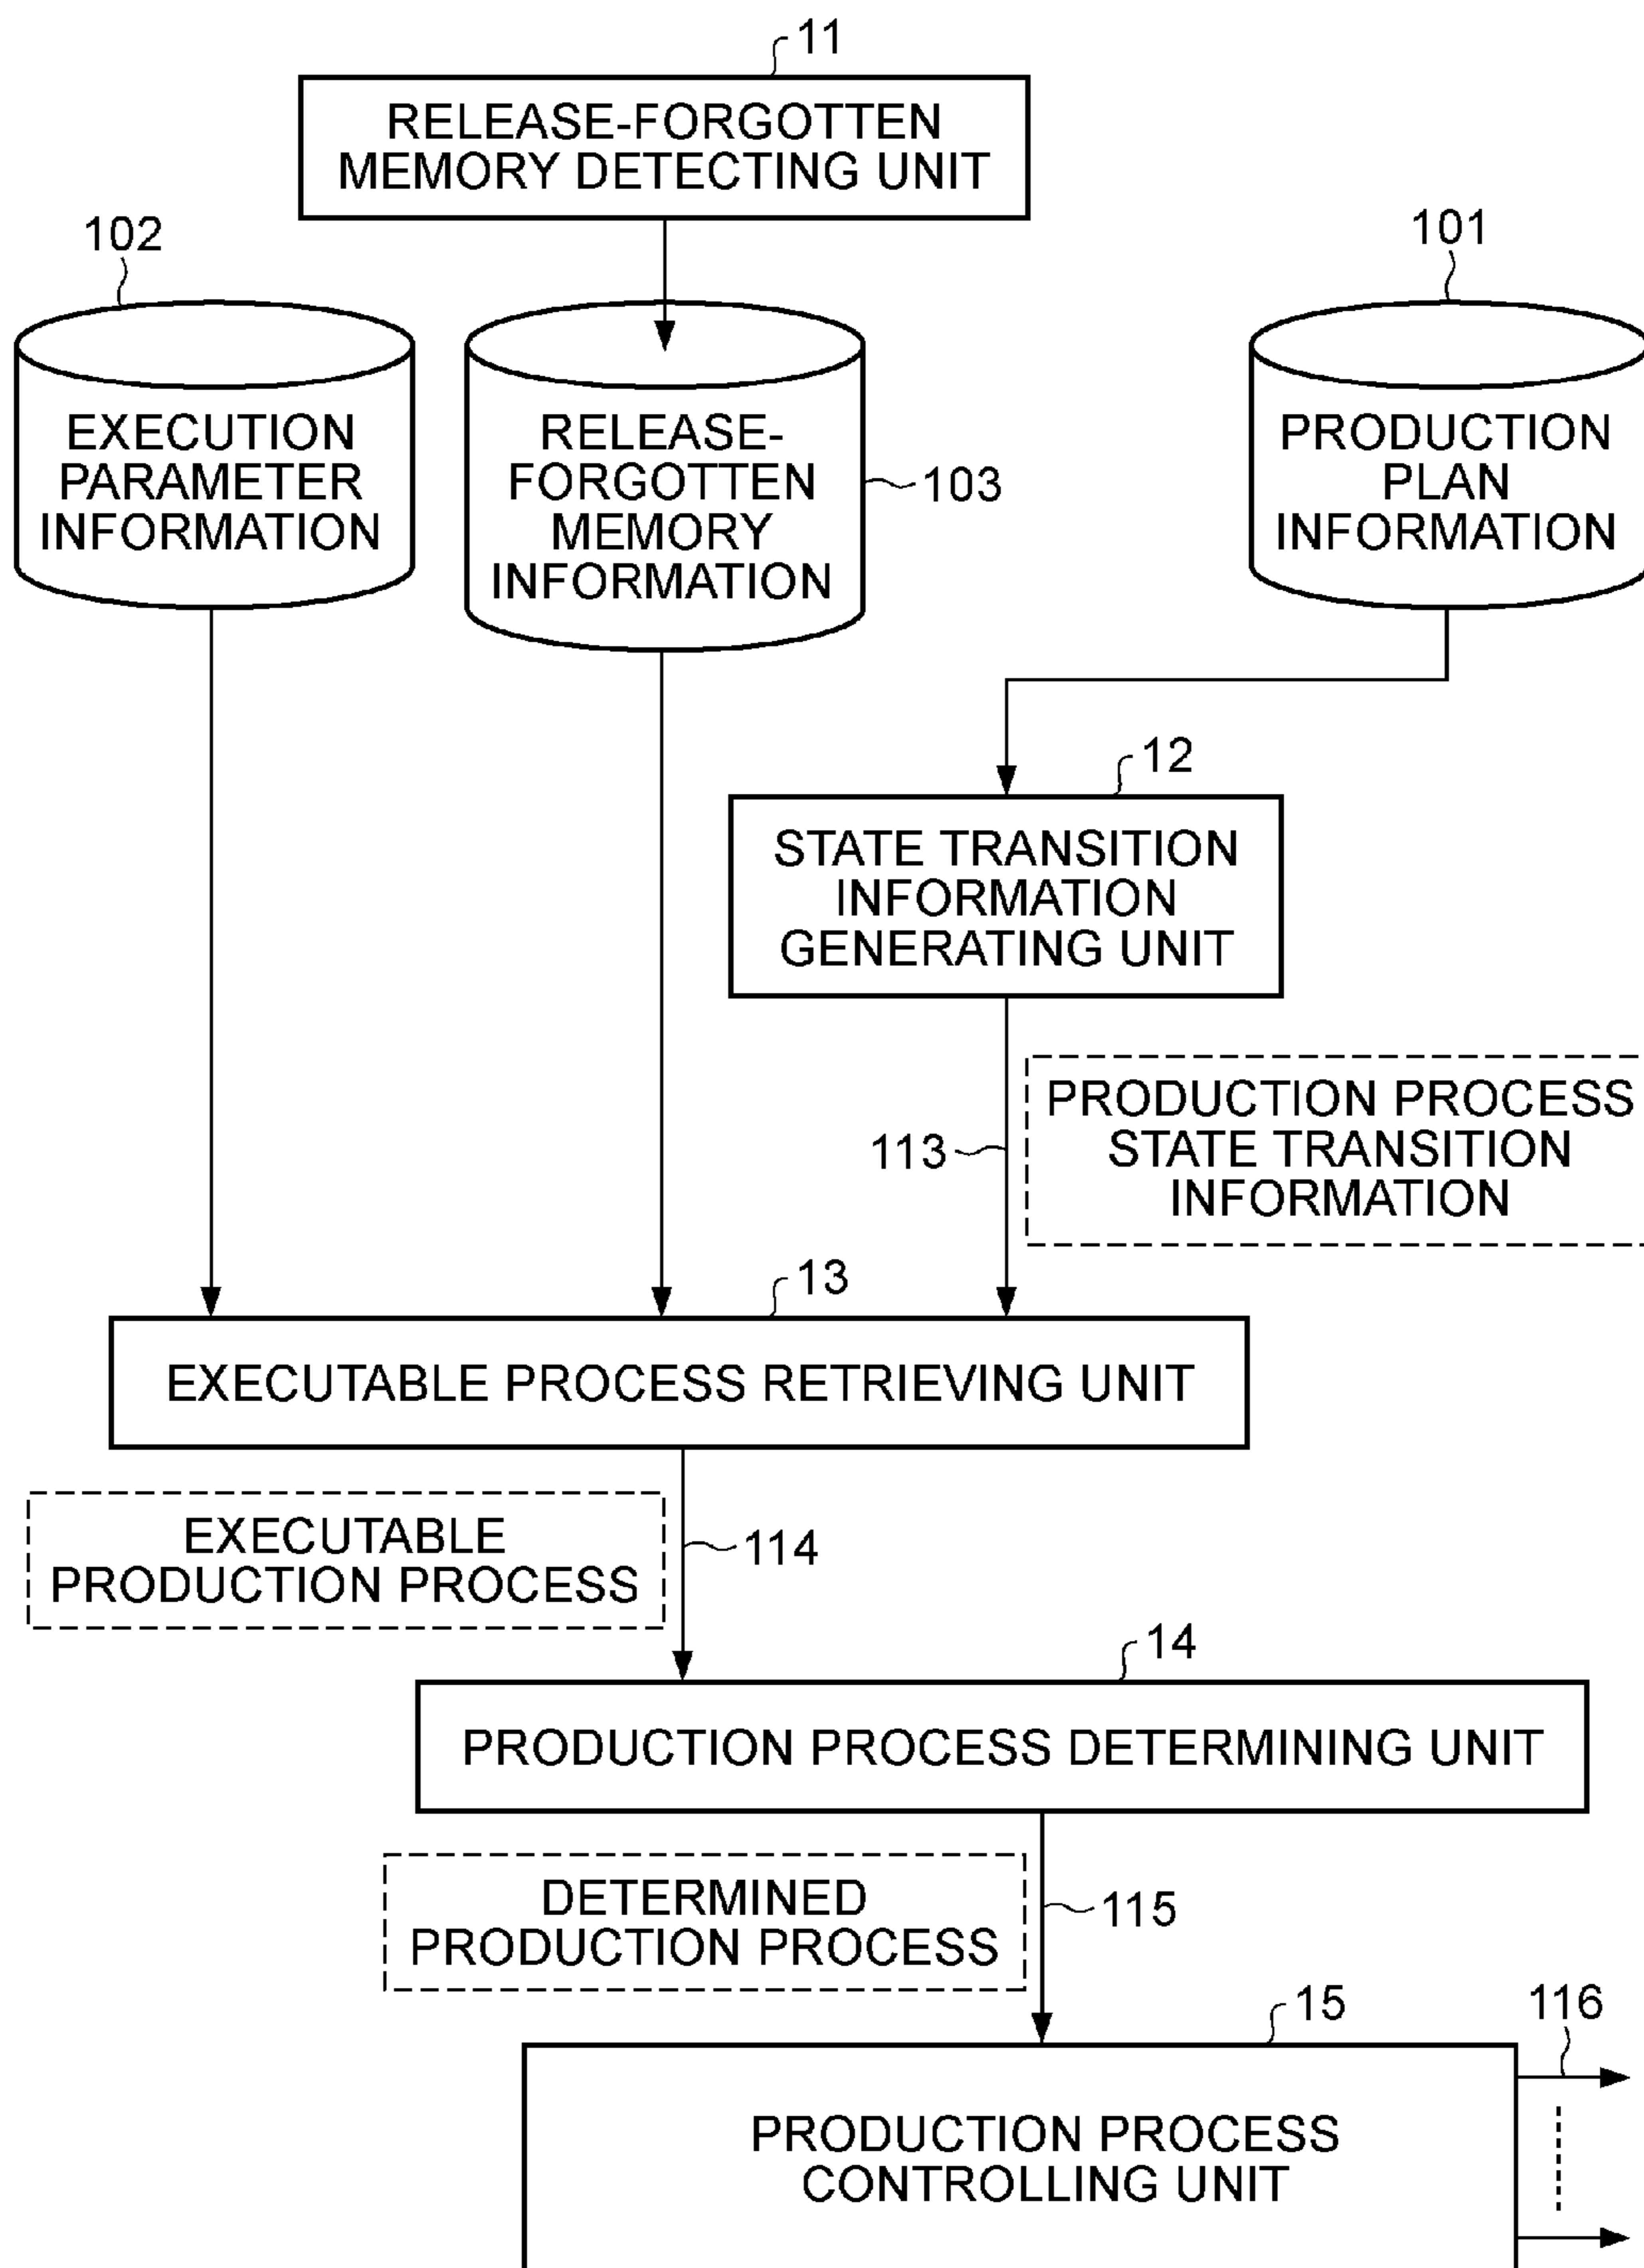 11
RELEASE-FORGOTTEN
MEMORY DETECTING UNIT
102
101
EXECUTION
PARAMETER
INFORMATION
RELEASE-
FORGOTTEN
MEMORY
INFORMATION
103
PRODUCTION
PLAN
INFORMATION
12
STATE TRANSITION
INFORMATION
GENERATING UNIT
113
PRODUCTION PROCESS
STATE TRANSITION
INFORMATION
13
EXECUTABLE PROCESS RETRIEVING UNIT
EXECUTABLE
PRODUCTION PROCESS
114
14
PRODUCTION PROCESS DETERMINING UNIT
DETERMINED
PRODUCTION PROCESS
115
15
116
PRODUCTION PROCESS
CONTROLLING UNIT